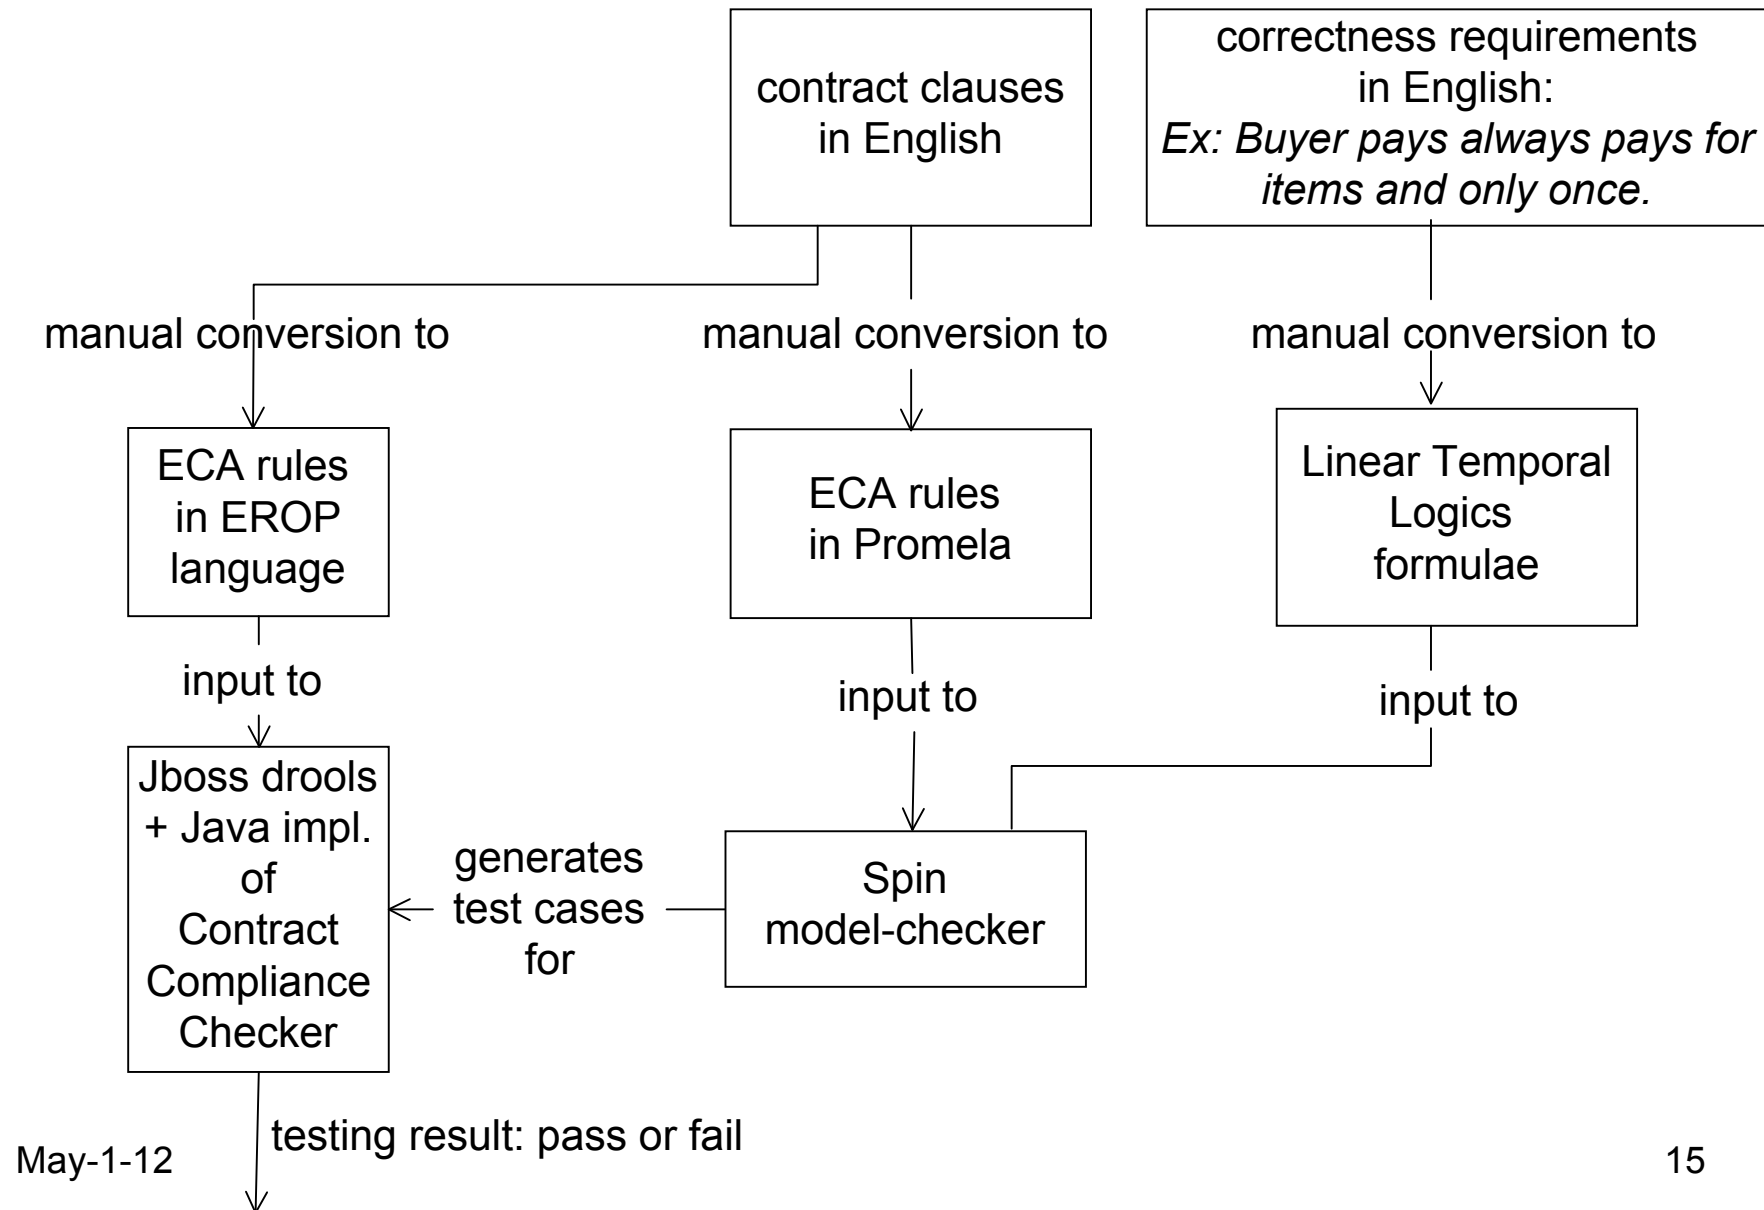 contract clauses
in English
correctness requirements
in English:
Ex: Buyer pays always pays for
items and only once.
manual conversion to
manual conversion to
manual conversion to
ECA rules
in EROP
language
ECA rules
in Promela
Linear Temporal
Logics
formulae
input to
input to
input to
Jboss drools
+ Java impl.
of
Contract
Compliance
Checker
generates
test cases
for
Spin
model-checker
testing result: pass or fail
May-1-12
15